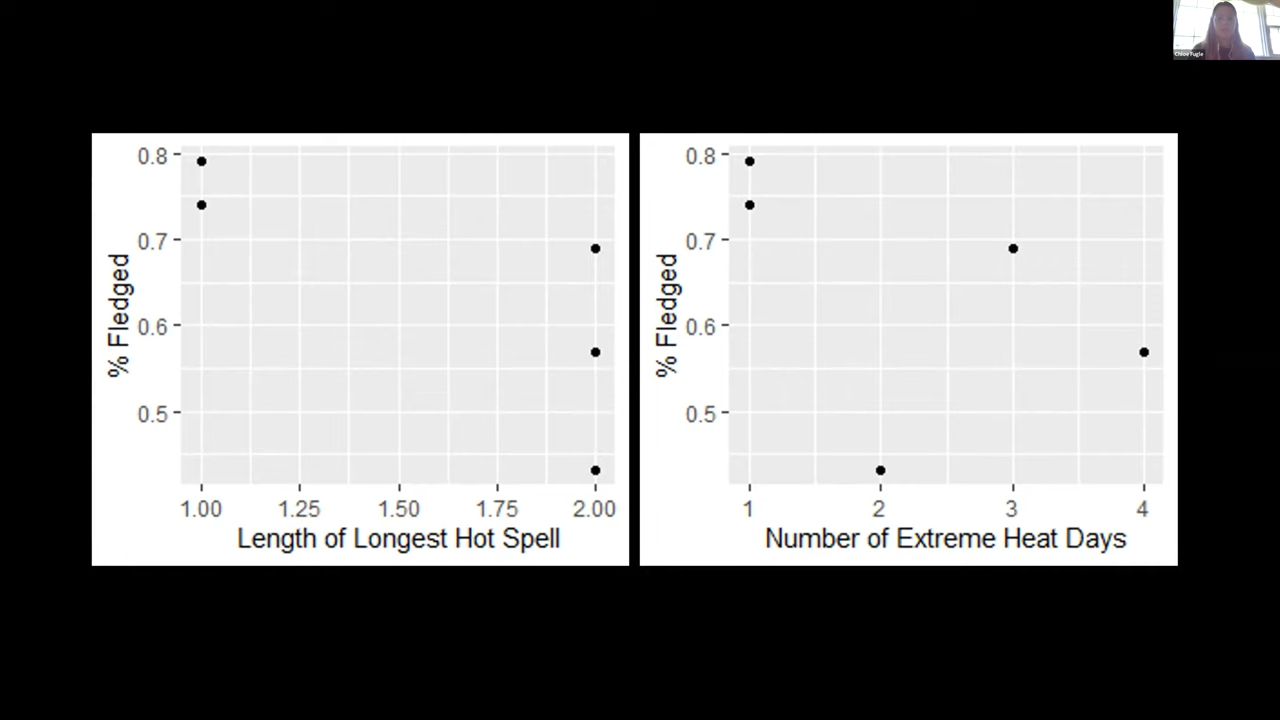 Chloe Fugle
0.8
0.7
0.6
0.5
% Fledged
1.00 1.25 1.50 1.75 2.00
Length of Longest Hot Spell
0.8
0.7
0.6
0.5
% Fledged
1 2 3 4
Number of Extreme Heat Days